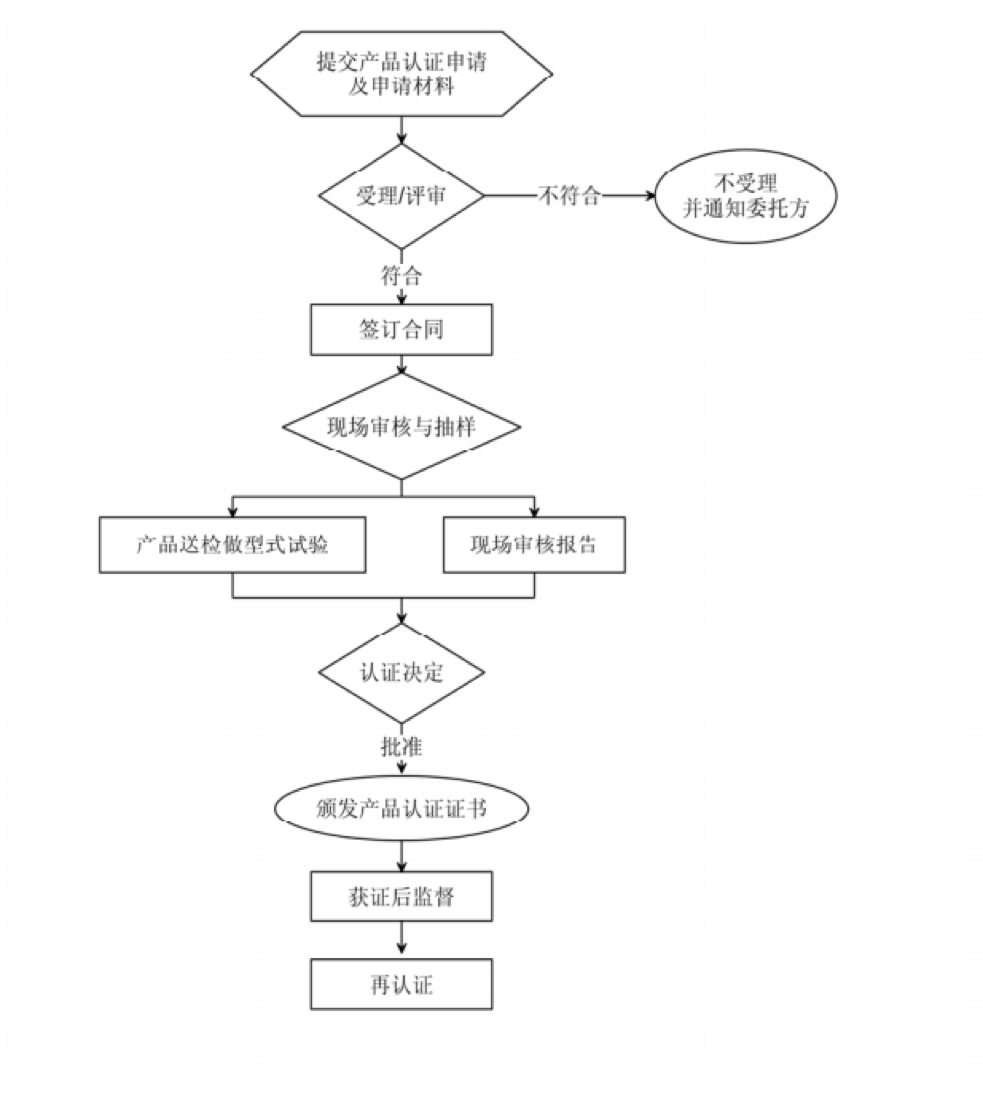 提交产品认证申请
及申请材料
受理/评审
不符合
不受理
并通知委托方
符合
签订合同
现场审核与抽样
产品送检做型式试验
现场审核报告
认证决定
批准
颁发产品认证证书
获证后监督
再认证